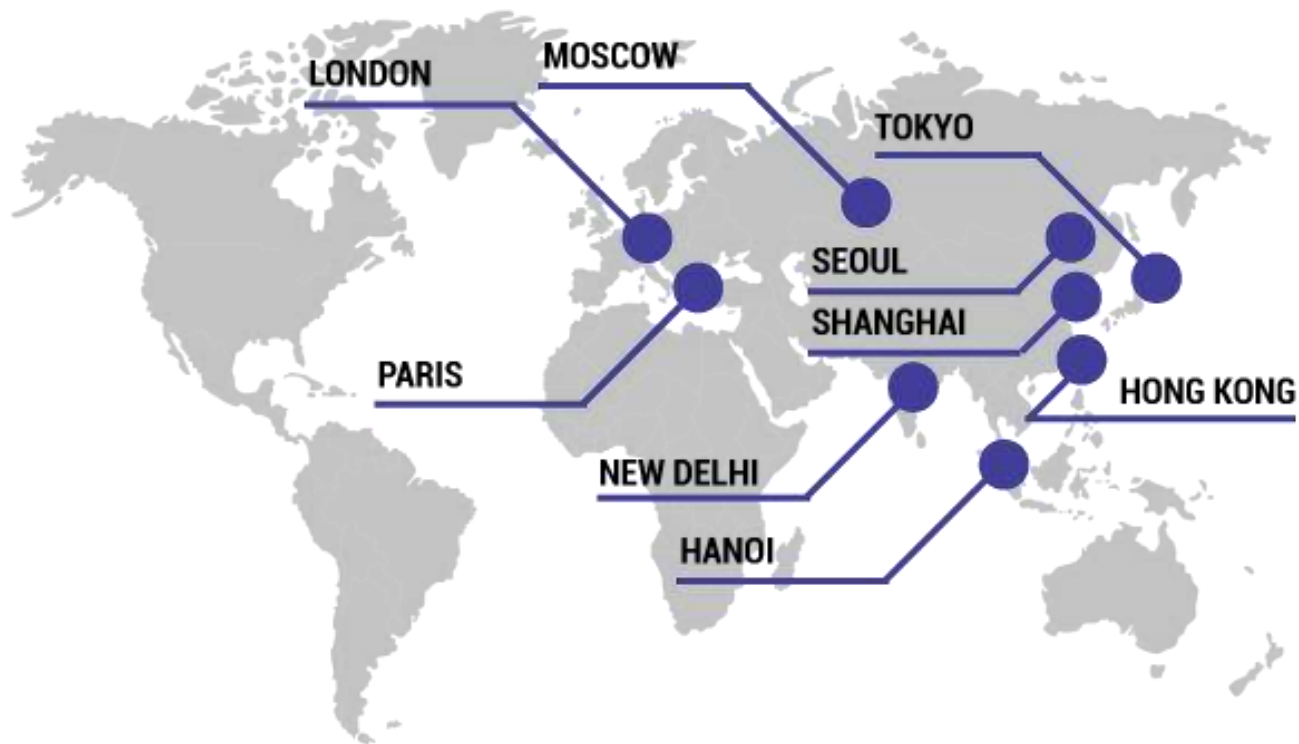 MOSCOW
LONDON
TOKYO
SEOUL
SHANGHAI
PARIS
HONG KONG
NEW DELHI
HANOI